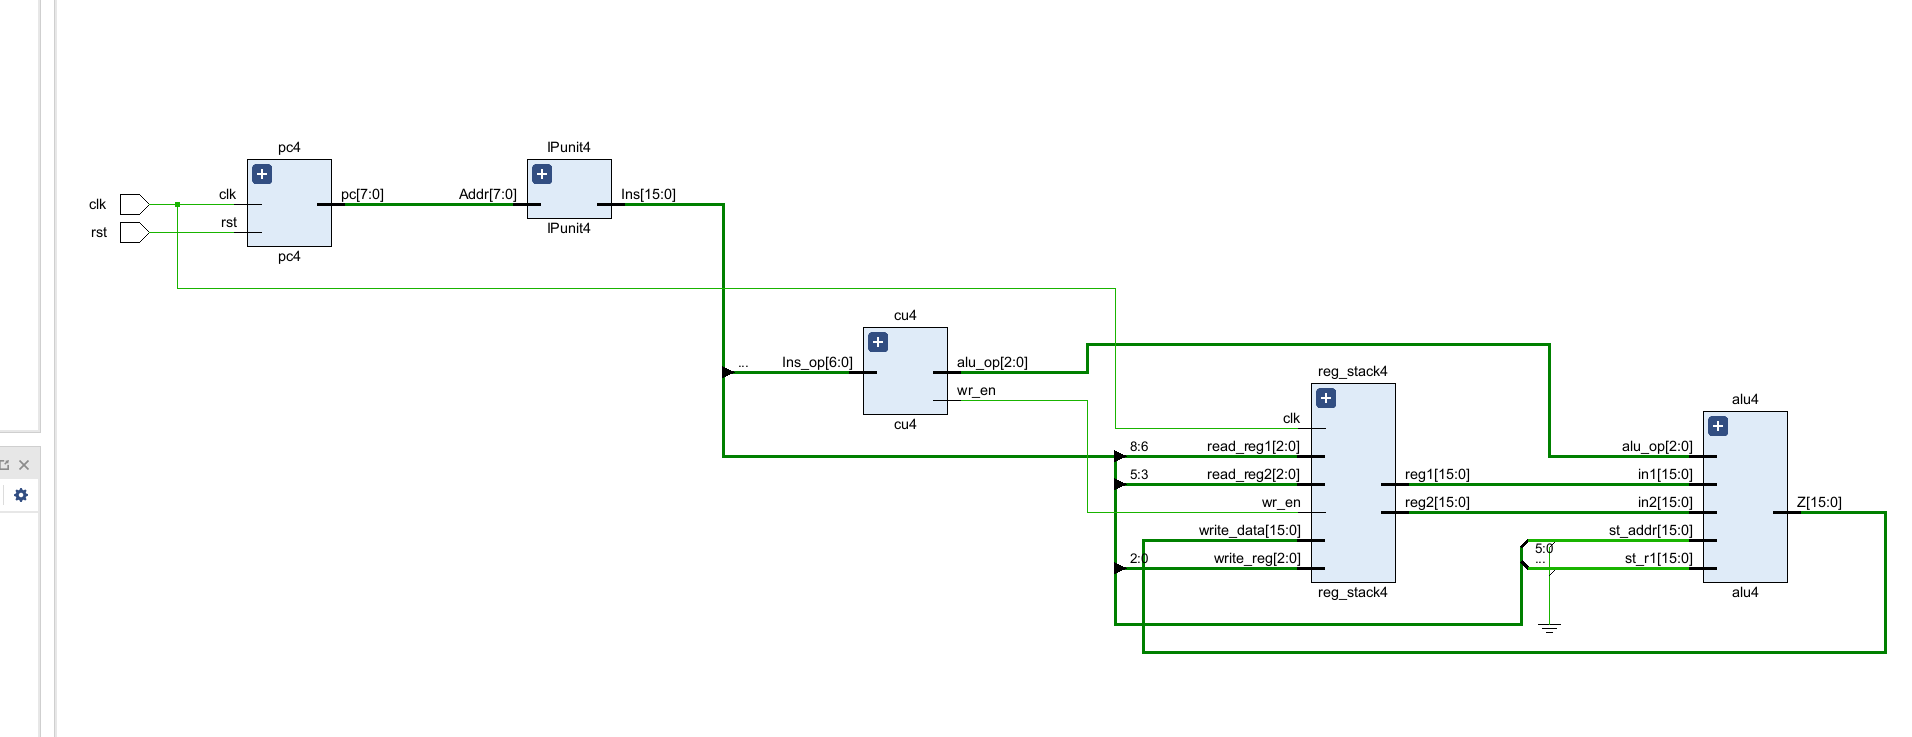 pc4
IPunit4
clk
clk
pc[7:0]
Addr[7:0]
Ins[15:0]
rst
rst
IPunit4
pc4
cu4
...
Ins_op[6:0]
alu_op[2:0]
wr_en
cu4
reg_stack4
alu4
clk
8:6
read_reg1[2:0]
alu_op[2:0]
5:3
read_reg2[2:0]
reg1[15:0]
in1[15:0]
wr_en
reg2[15:0]
in2[15:0]
Z[15:0]
write_data[15:0]
st_addr[15:0]
5:0
2:0
write_reg[2:0]
...
st_r1[15:0]
reg_stack4
alu4